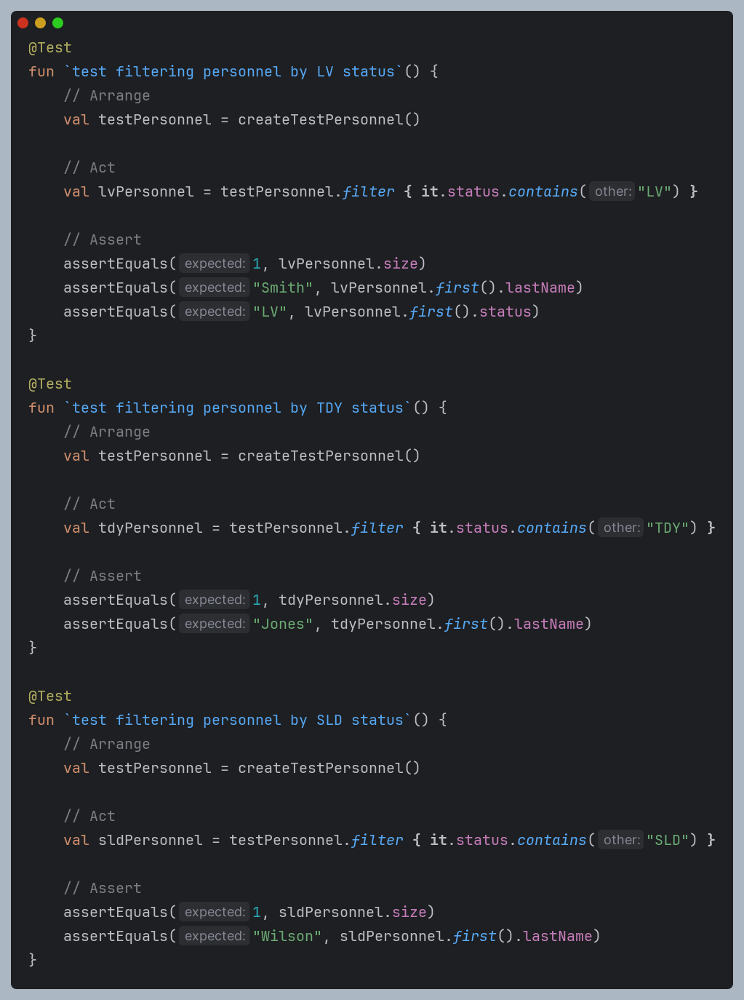 @Test
fun `test filtering personnel by LV status`() {
    // Arrange
    val testPersonnel = createTestPersonnel()

    // Act
    val lvPersonnel = testPersonnel.filter { it.status.contains( other: "LV") }

    // Assert
    assertEquals( expected: 1, lvPersonnel.size)
    assertEquals( expected: "Smith", lvPersonnel.first().lastName)
    assertEquals( expected: "LV", lvPersonnel.first().status)
}

@Test
fun `test filtering personnel by TDY status`() {
    // Arrange
    val testPersonnel = createTestPersonnel()

    // Act
    val tdyPersonnel = testPersonnel.filter { it.status.contains( other: "TDY") }

    // Assert
    assertEquals( expected: 1, tdyPersonnel.size)
    assertEquals( expected: "Jones", tdyPersonnel.first().lastName)
}

@Test
fun `test filtering personnel by SLD status`() {
    // Arrange
    val testPersonnel = createTestPersonnel()

    // Act
    val sldPersonnel = testPersonnel.filter { it.status.contains( other: "SLD") }

    // Assert
    assertEquals( expected: 1, sldPersonnel.size)
    assertEquals( expected: "Wilson", sldPersonnel.first().lastName)
}